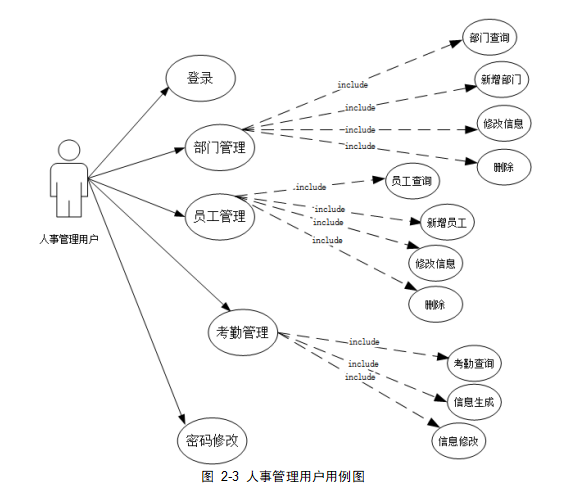 部门查询
登录
include
新增部门
include
修改信息
include
部门管理
include
删除
员工查询
include
员工管理
include
新增员工
include
人事管理用户
include
修改信息
删除
考勤管理
include
考勤查询
include
include
信息生成
密码修改
信息修改
图 2-3 人事管理用户用例图